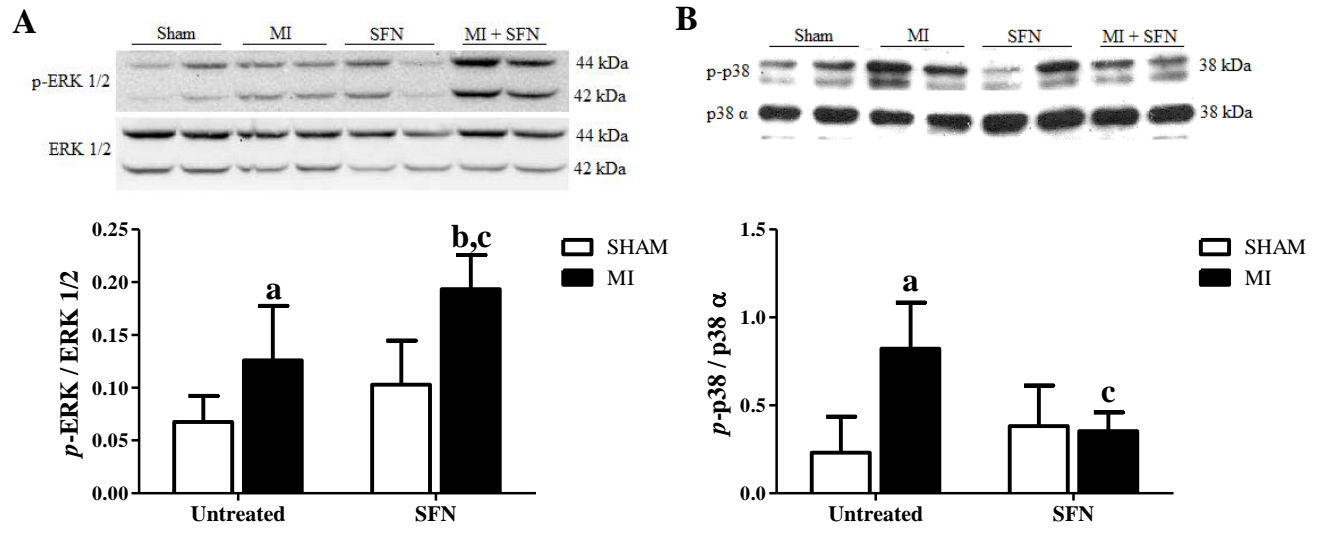 A
Sham MI SFN MI + SFN
p-ERK 1/2
44 kDa
42 kDa
ERK 1/2
44 kDa
42 kDa
p-ERK / ERK 1/2
0.25
0.20
0.15
0.10
0.05
0.00
a
b,c
Untreated SFN
SHAM
MI
B
Sham MI SFN MI + SFN
p-p38
38 kDa
p38 α
38 kDa
p-p38 / p38 α
1.5
1.0
0.5
0.0
a
c
Untreated SFN
SHAM
MI